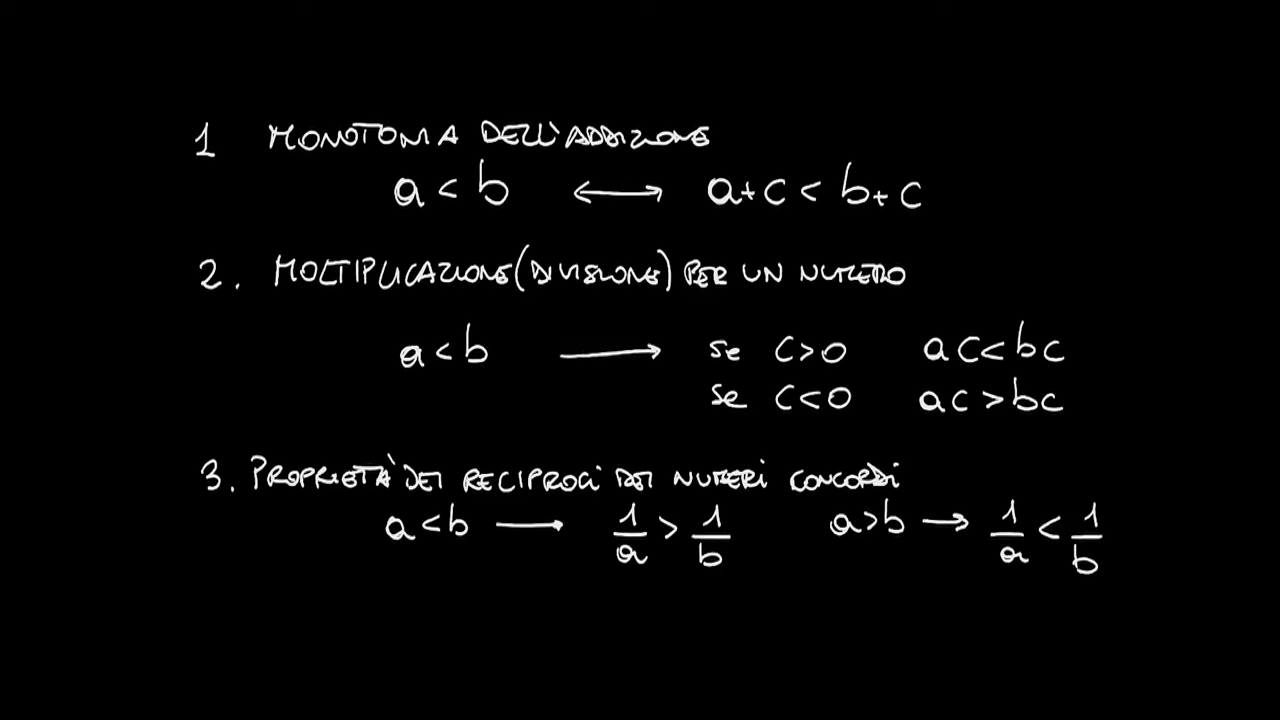 1 MONOTONIA DELL'ADDIZIONE
a < b ⟷ a+c < b+c
2. MOLTIPLICAZIONE (DIVISIONE) PER UN NUMERO
a < b ⟶ se c>0 ac<bc
se c<0 ac>bc
3. PROPRIETÀ DEI RECIPROCI DEI NUMERI CONCORDI
a<b ⟶ 1/a > 1/b a>b ⟶ 1/a < 1/b